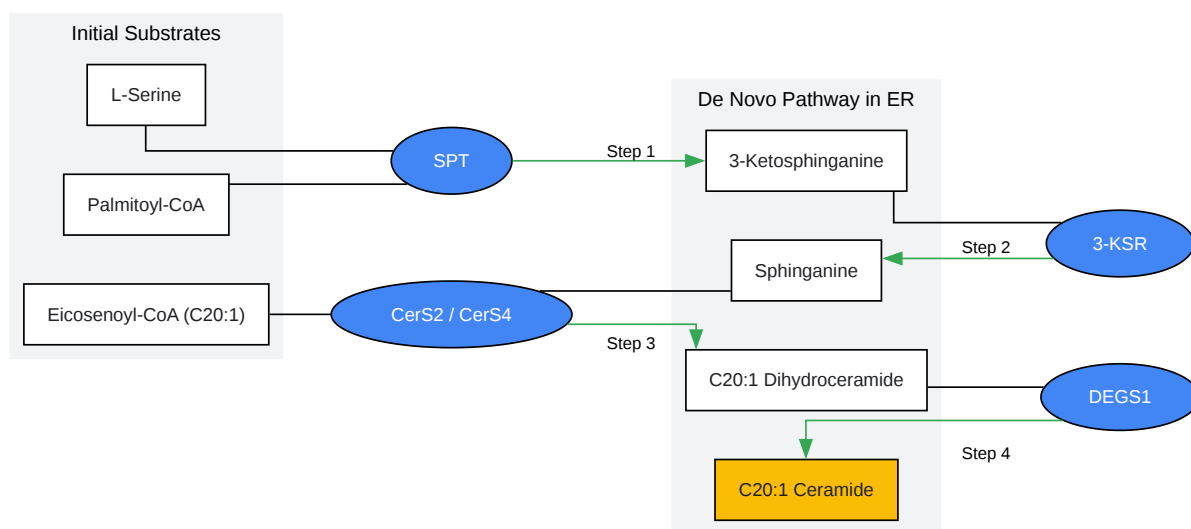 Initial Substrates
L-Serine
Palmitoyl-CoA
Eicosenoyl-CoA (C20:1)
SPT
CerS2 / CerS4
Step 1
Step 3
De Novo Pathway in ER
3-Ketosphinganine
Sphinganine
C20:1 Dihydroceramide
C20:1 Ceramide
Step 2
Step 4
3-KSR
DEGS1